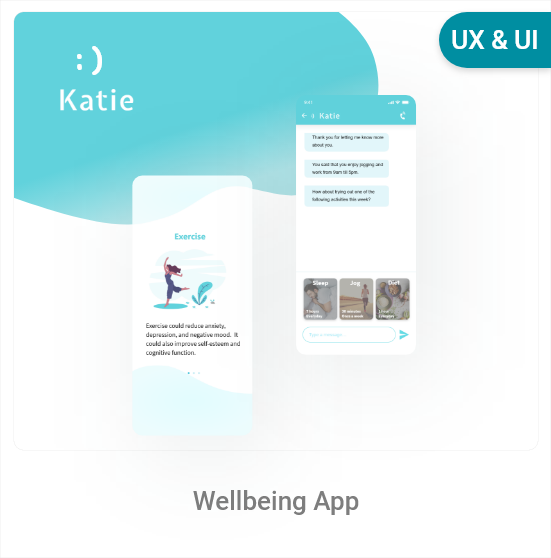 UX & UI
:)
Katie
9:41
:) Katie
Thank you for letting me know more
about you.
You said that you enjoy jogging and
work from 9am to 5pm.
How about trying out one of the
following activities this week?
Exercise
Exercise could reduce anxiety,
depression, and negative mood. It
could also improve self-esteem and
cognitive function.
Sleep
Jog
Diet
Wellbeing App